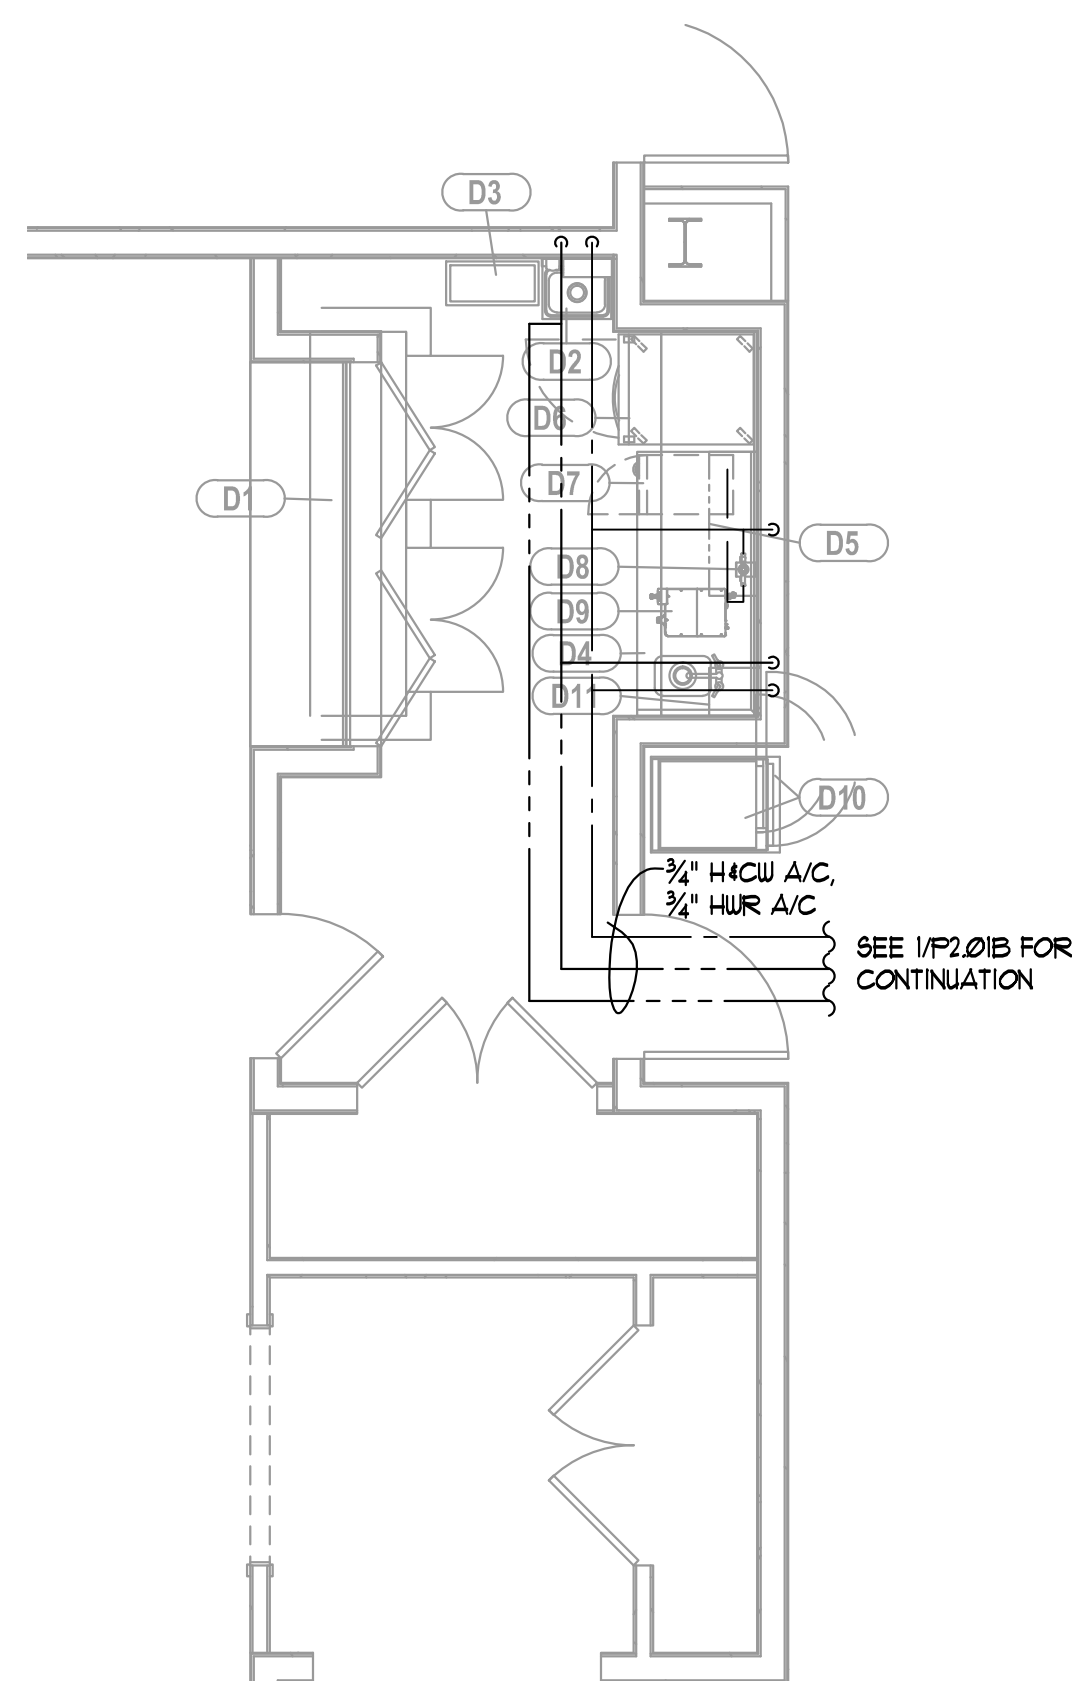 D3
D2
D6
D1
D7
D5
D8
D9
D4
D11
D10
¾" H&CW A/C,
¾" HWR A/C
SEE 1/P2.01B FOR
CONTINUATION